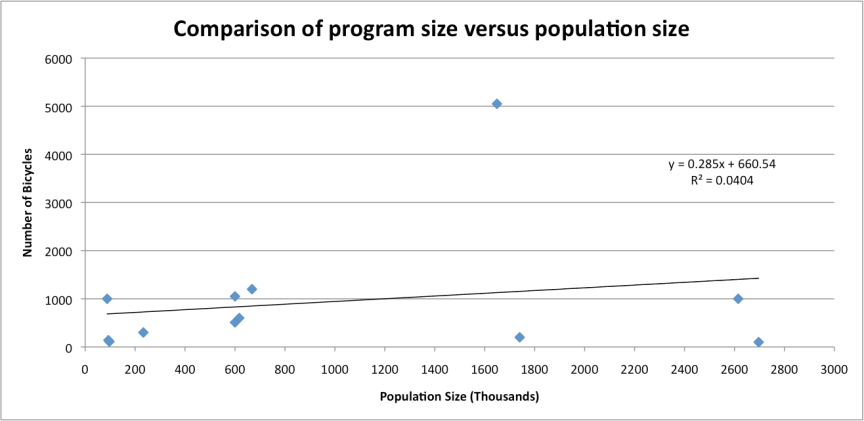 Comparison of program size versus population size
6000
5000
4000
3000
2000
1000
0
Number of Bicycles
y = 0.285x + 660.54
R² = 0.0404
0 200 400 600 800 1000 1200 1400 1600 1800 2000 2200 2400 2600 2800 3000
Population Size (Thousands)